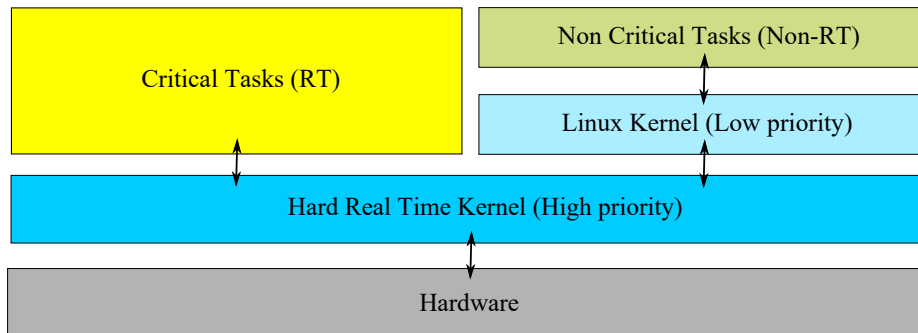 Non Critical Tasks (Non-RT)
Critical Tasks (RT)
Linux Kernel (Low priority)
Hard Real Time Kernel (High priority)
Hardware